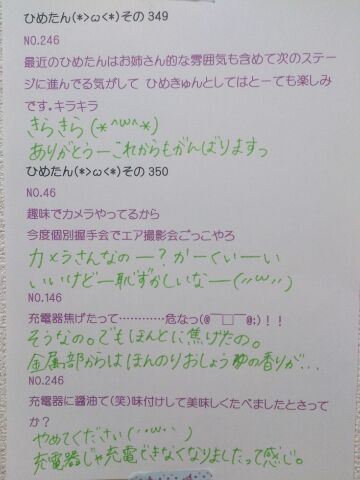 ひめたん(*>ω<*)その349
NO.246
最近のひめたんはお姉さん的な雰囲気も含めて次のステー
ジに進んでる気がして ひめきゅんとしてはとーても楽しみ
です。キラキラ
きらきら(*^ω^*)
ありがとうーこれからもがんばりますっ
ひめたん(*>ω<*)その350
NO.46
趣味でカメラやってるから
今度個別握手会でエア撮影会ごっこやろ
カメラさんなのー？かーくいーい
いいけどー恥ずかしいなー(¨ω¨)
NO.146
充電器焦げたって…………危なっ(@￣□￣@;)！！
そうなの。でもほんとに焦げたの。
金属部からはほんのりおしょうゆの香りが…
NO.246
充電器に醤油て(笑)味付けして美味しくたべましたとさって
か？
やめてください(¨ω¨)
充電器じゃ充電できなくなりましたって感じ。